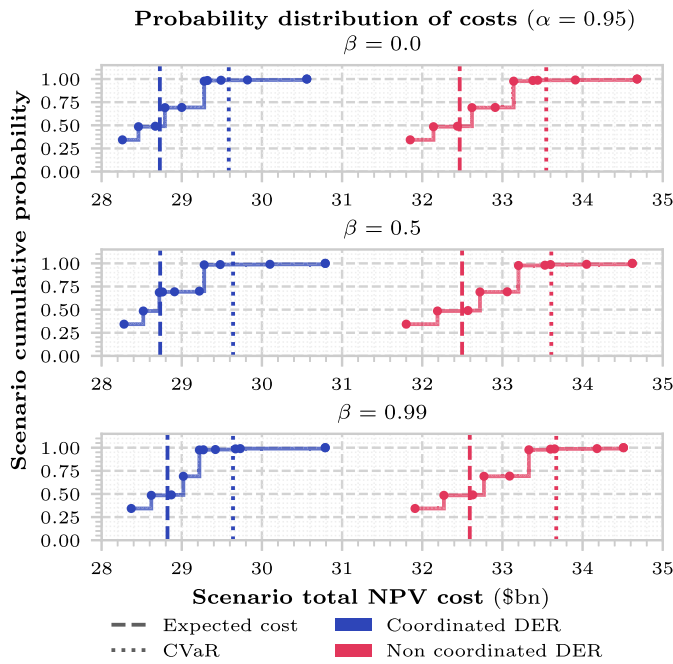 Probability distribution of costs (α = 0.95)
β = 0.0
1.00
0.75
0.50
0.25
0.00
28 29 30 31 32 33 34 35
β = 0.5
1.00
0.75
0.50
0.25
0.00
28 29 30 31 32 33 34 35
β = 0.99
1.00
0.75
0.50
0.25
0.00
28 29 30 31 32 33 34 35
Scenario cumulative probability
Scenario total NPV cost ($bn)
Expected cost
CVaR
Coordinated DER
Non coordinated DER